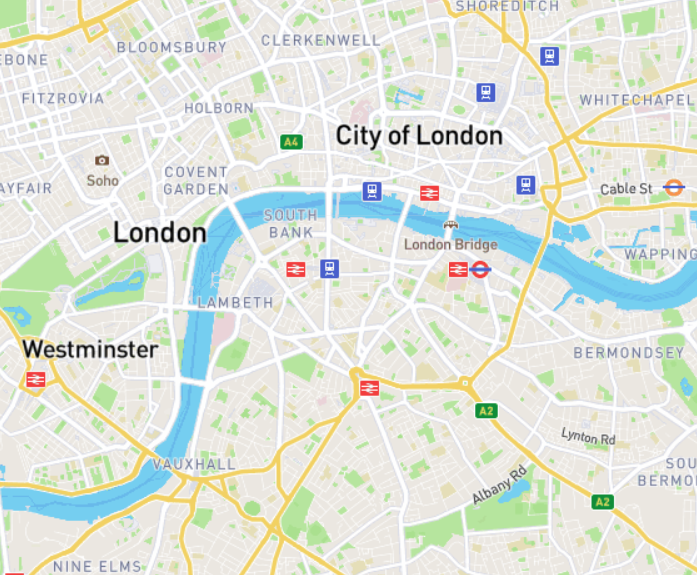 SHOREDITCH
BLOOMSBURY
CLERKENWELL
EBONE
FITZROVIA
WHITECHAPEL
HOLBORN
A4
City of London
Soho
COVENT
GARDEN
AYFAIR
Cable St
SOUTH
BANK
London
London Bridge
WAPPING
LAMBETH
Westminster
BERMONDSEY
A2
Lynton Rd
VAUXHALL
Albany Rd
SOU
BERMO
A2
NINE ELMS